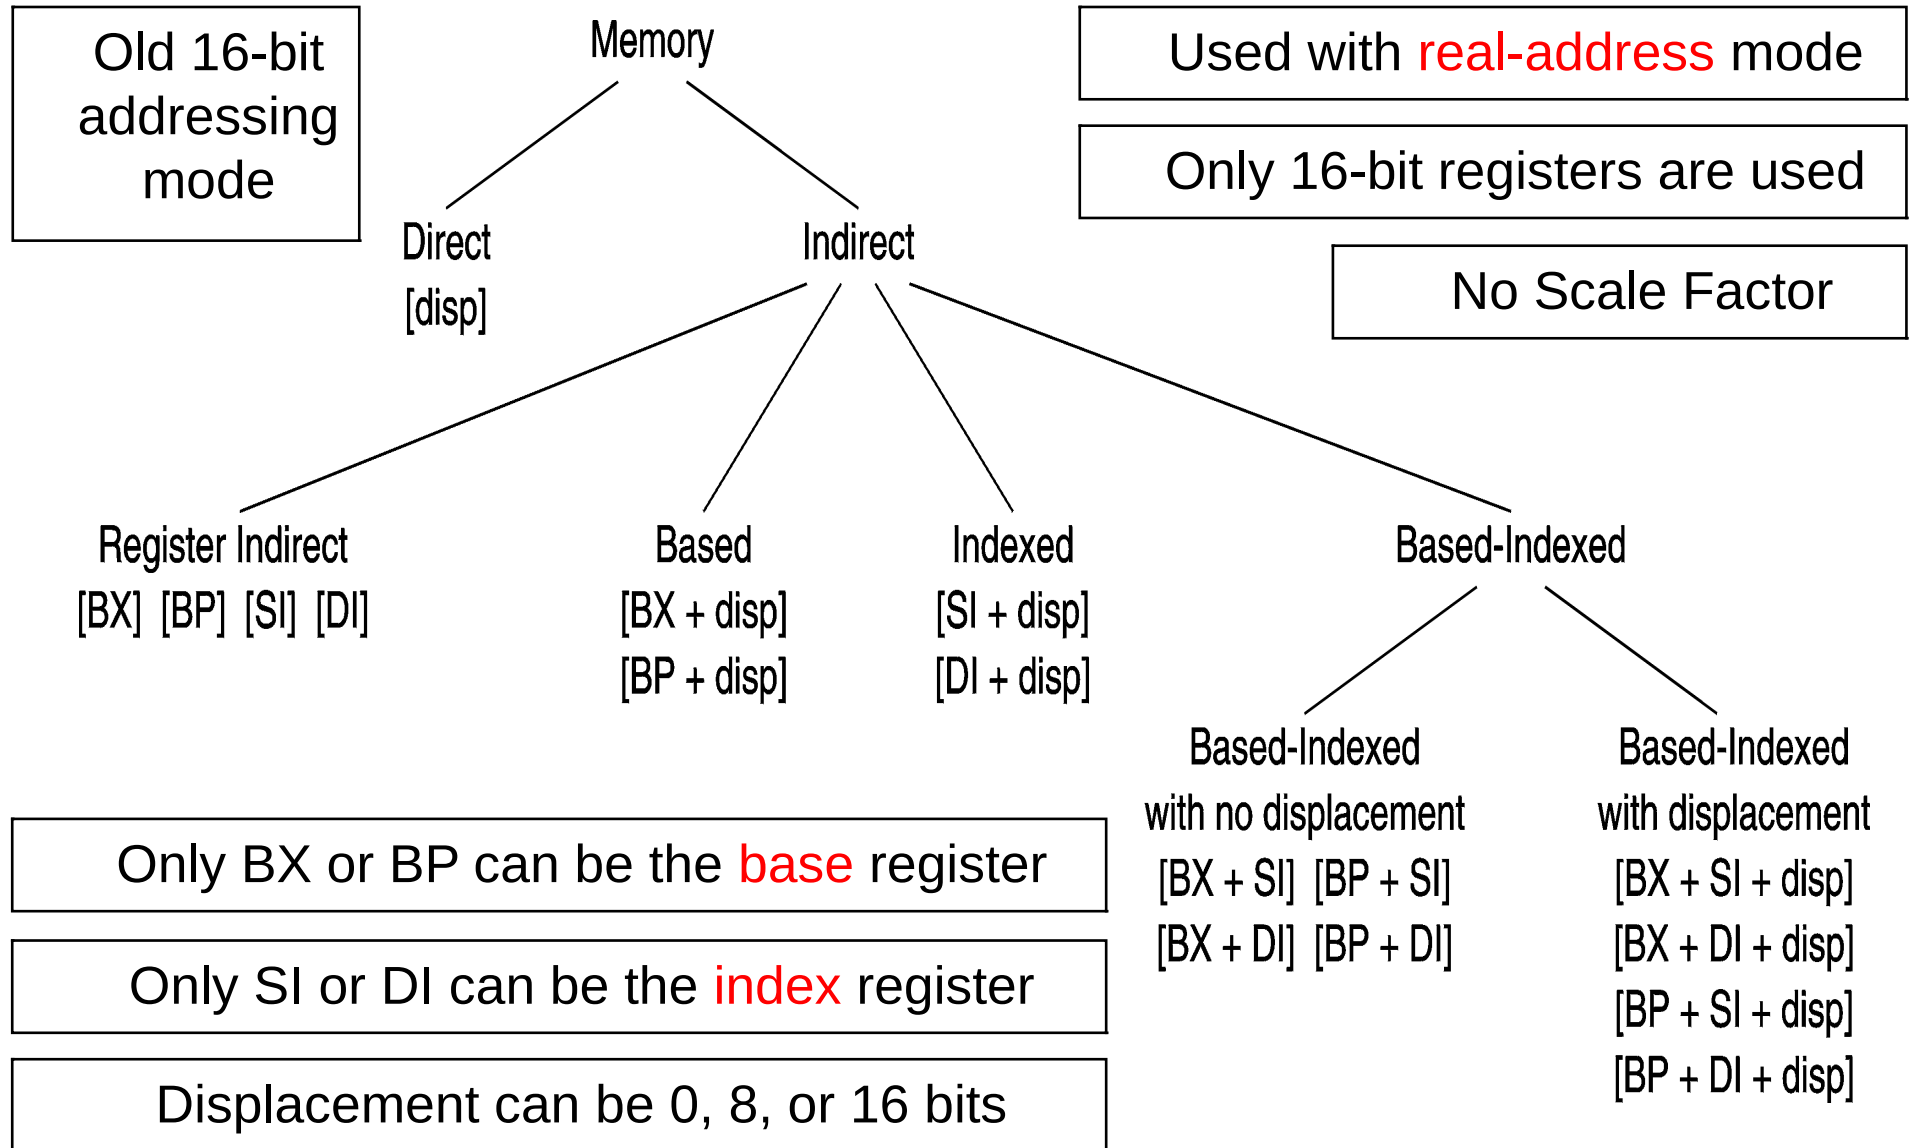 Old 16-bit
addressing
mode
Memory
Used with real-address mode
Only 16-bit registers are used
No Scale Factor
Direct
[disp]
Indirect
Register Indirect
[BX] [BP] [SI] [DI]
Based
[BX + disp]
[BP + disp]
Indexed
[SI + disp]
[DI + disp]
Based-Indexed
Based-Indexed
with no displacement
[BX + SI] [BP + SI]
[BX + DI] [BP + DI]
Based-Indexed
with displacement
[BX + SI + disp]
[BX + DI + disp]
[BP + SI + disp]
[BP + DI + disp]
Only BX or BP can be the base register
Only SI or DI can be the index register
Displacement can be 0, 8, or 16 bits